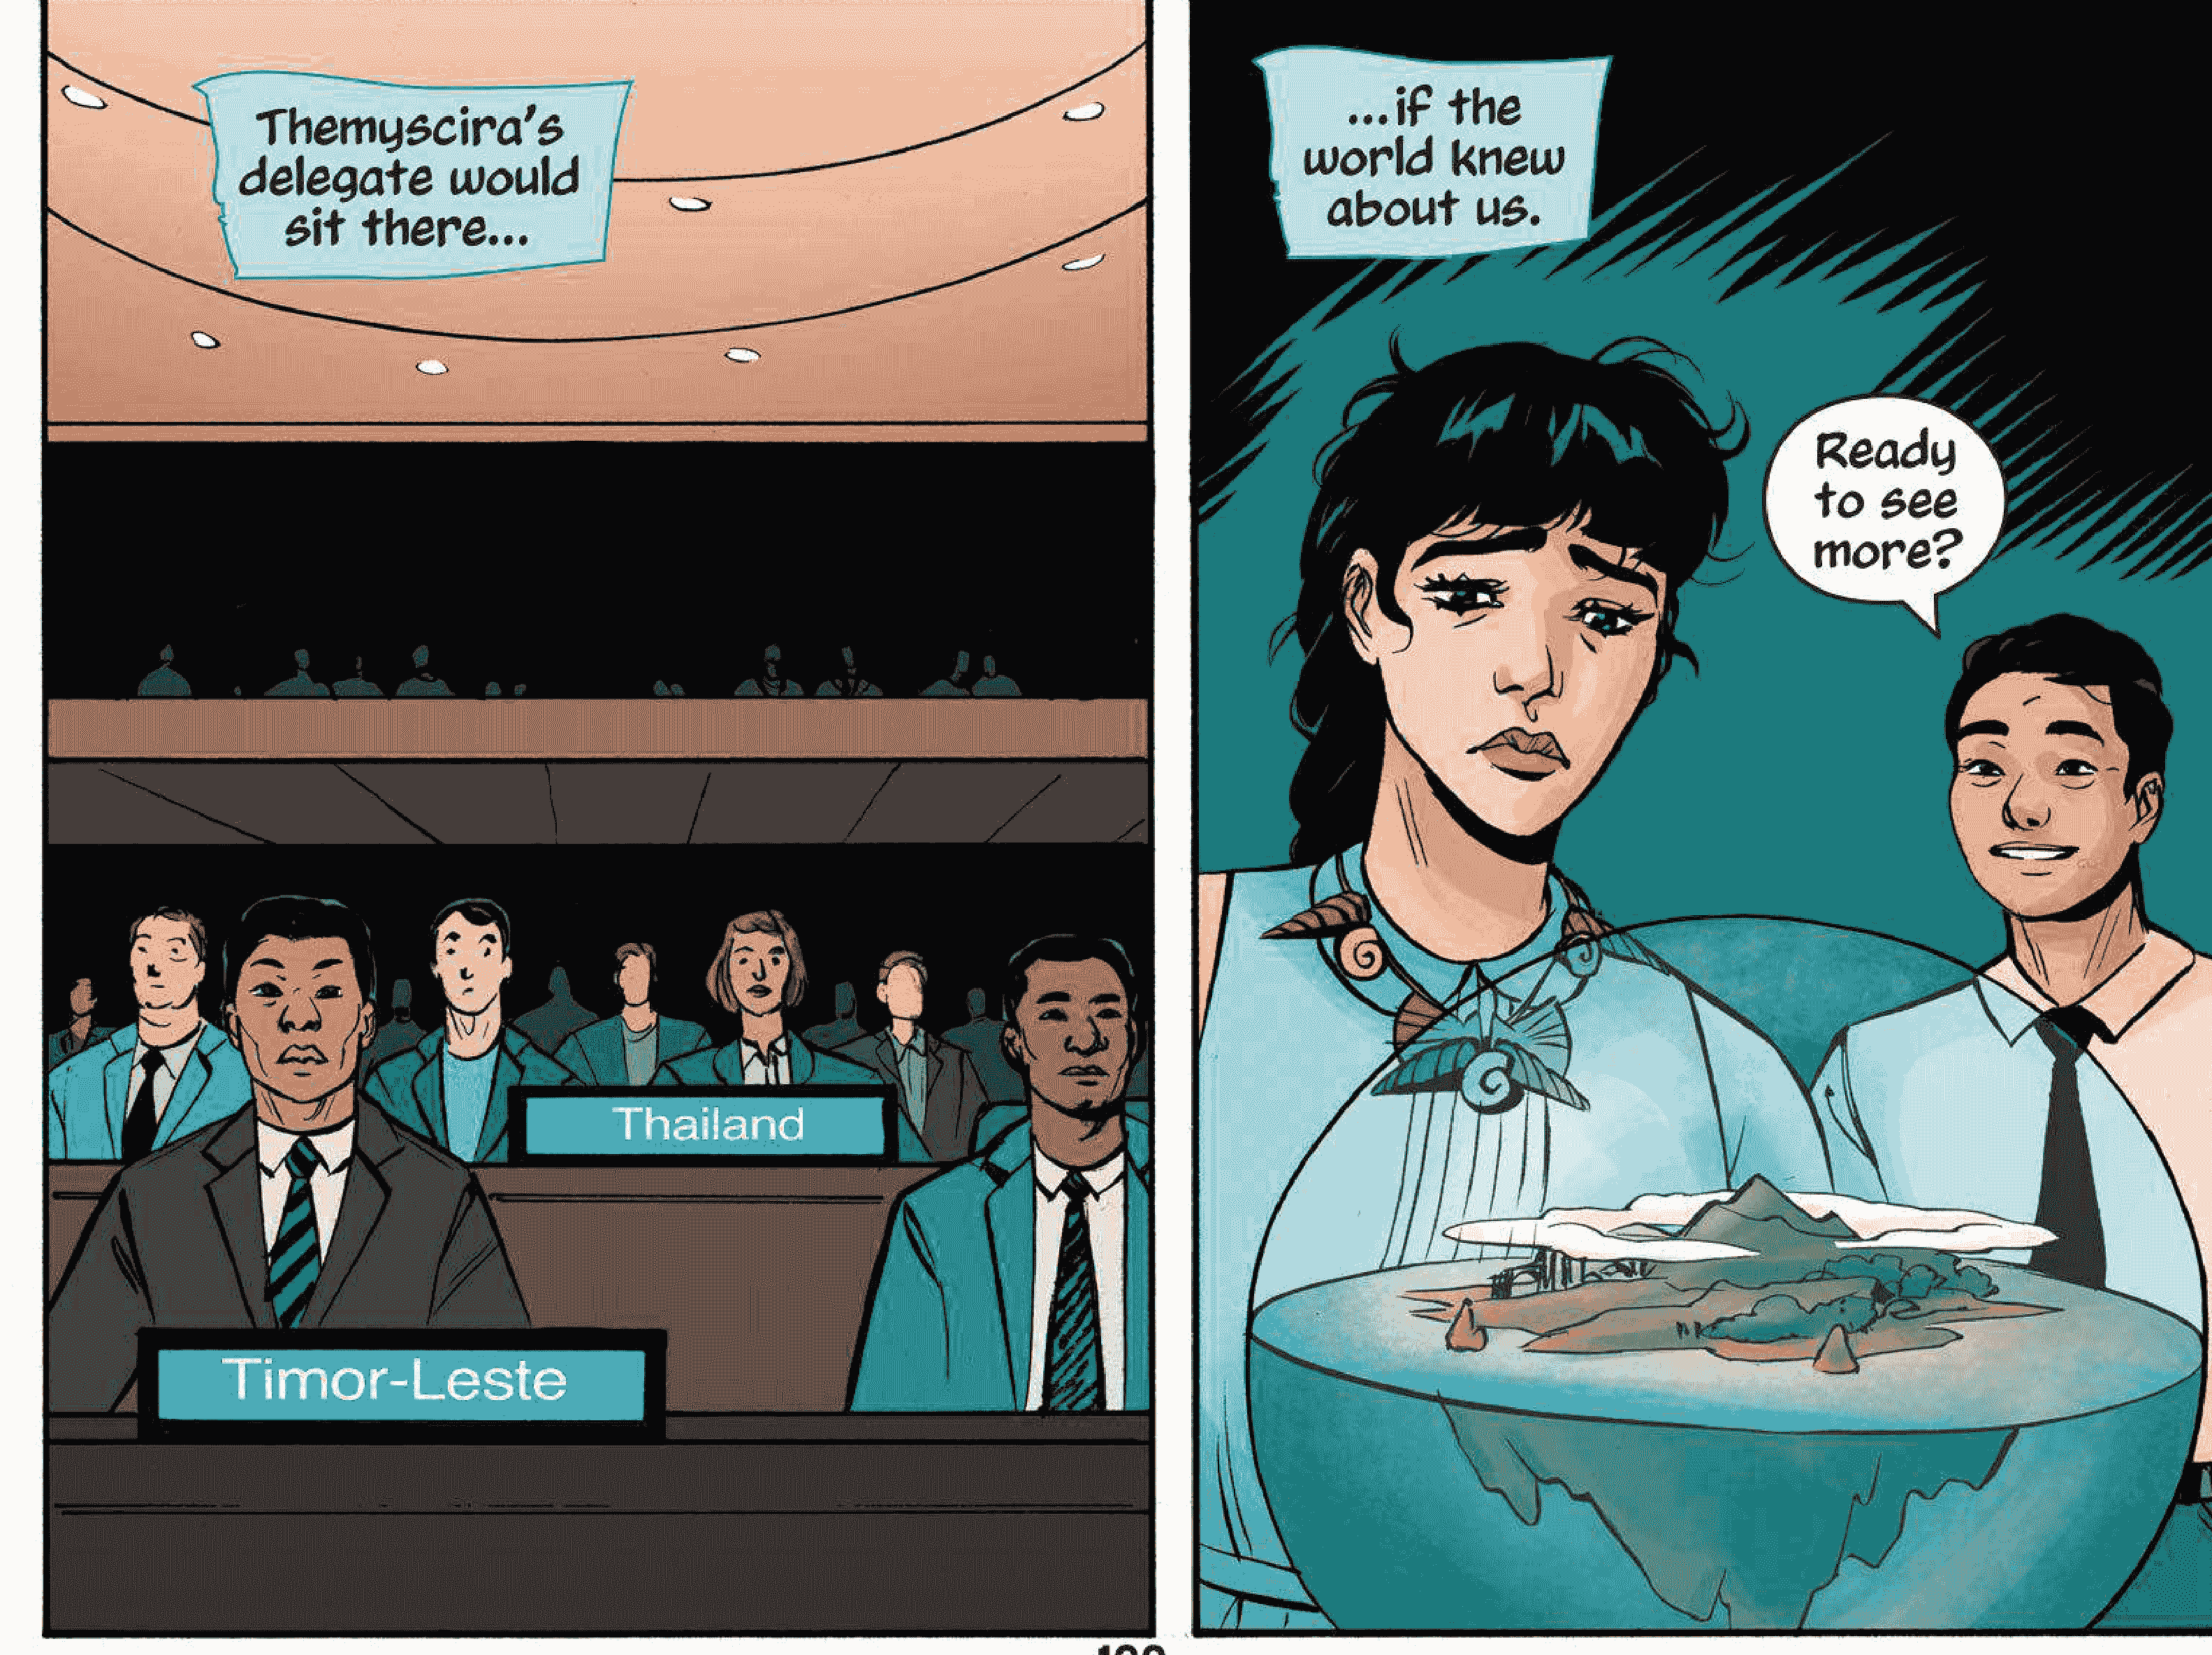 Themyscira's
delegate would
sit there...
Thailand
Timor-Leste
...if the
world knew
about us.
Ready
to see
more?